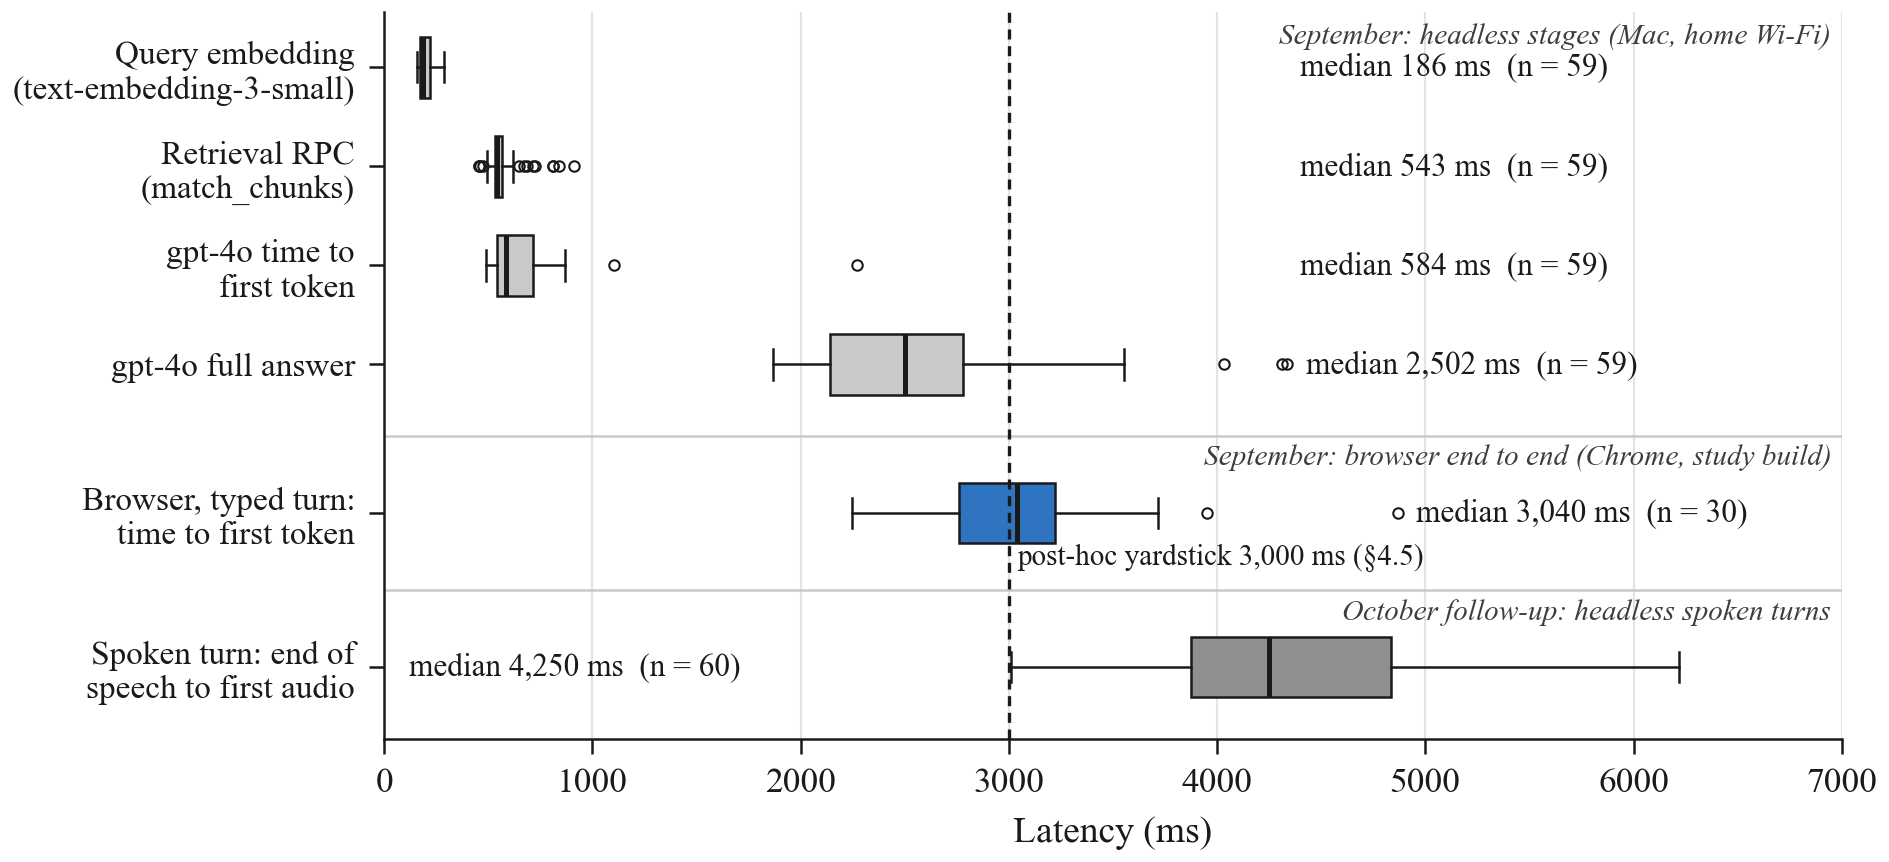 September: headless stages (Mac, home Wi-Fi)
Query embedding
(text-embedding-3-small)
median 186 ms (n = 59)
Retrieval RPC
(match_chunks)
median 543 ms (n = 59)
gpt-4o time to
first token
median 584 ms (n = 59)
gpt-4o full answer
median 2,502 ms (n = 59)
September: browser end to end (Chrome, study build)
Browser, typed turn:
time to first token
median 3,040 ms (n = 30)
post-hoc yardstick 3,000 ms (§4.5)
October follow-up: headless spoken turns
Spoken turn: end of
speech to first audio
median 4,250 ms (n = 60)
0 1000 2000 3000 4000 5000 6000 7000
Latency (ms)